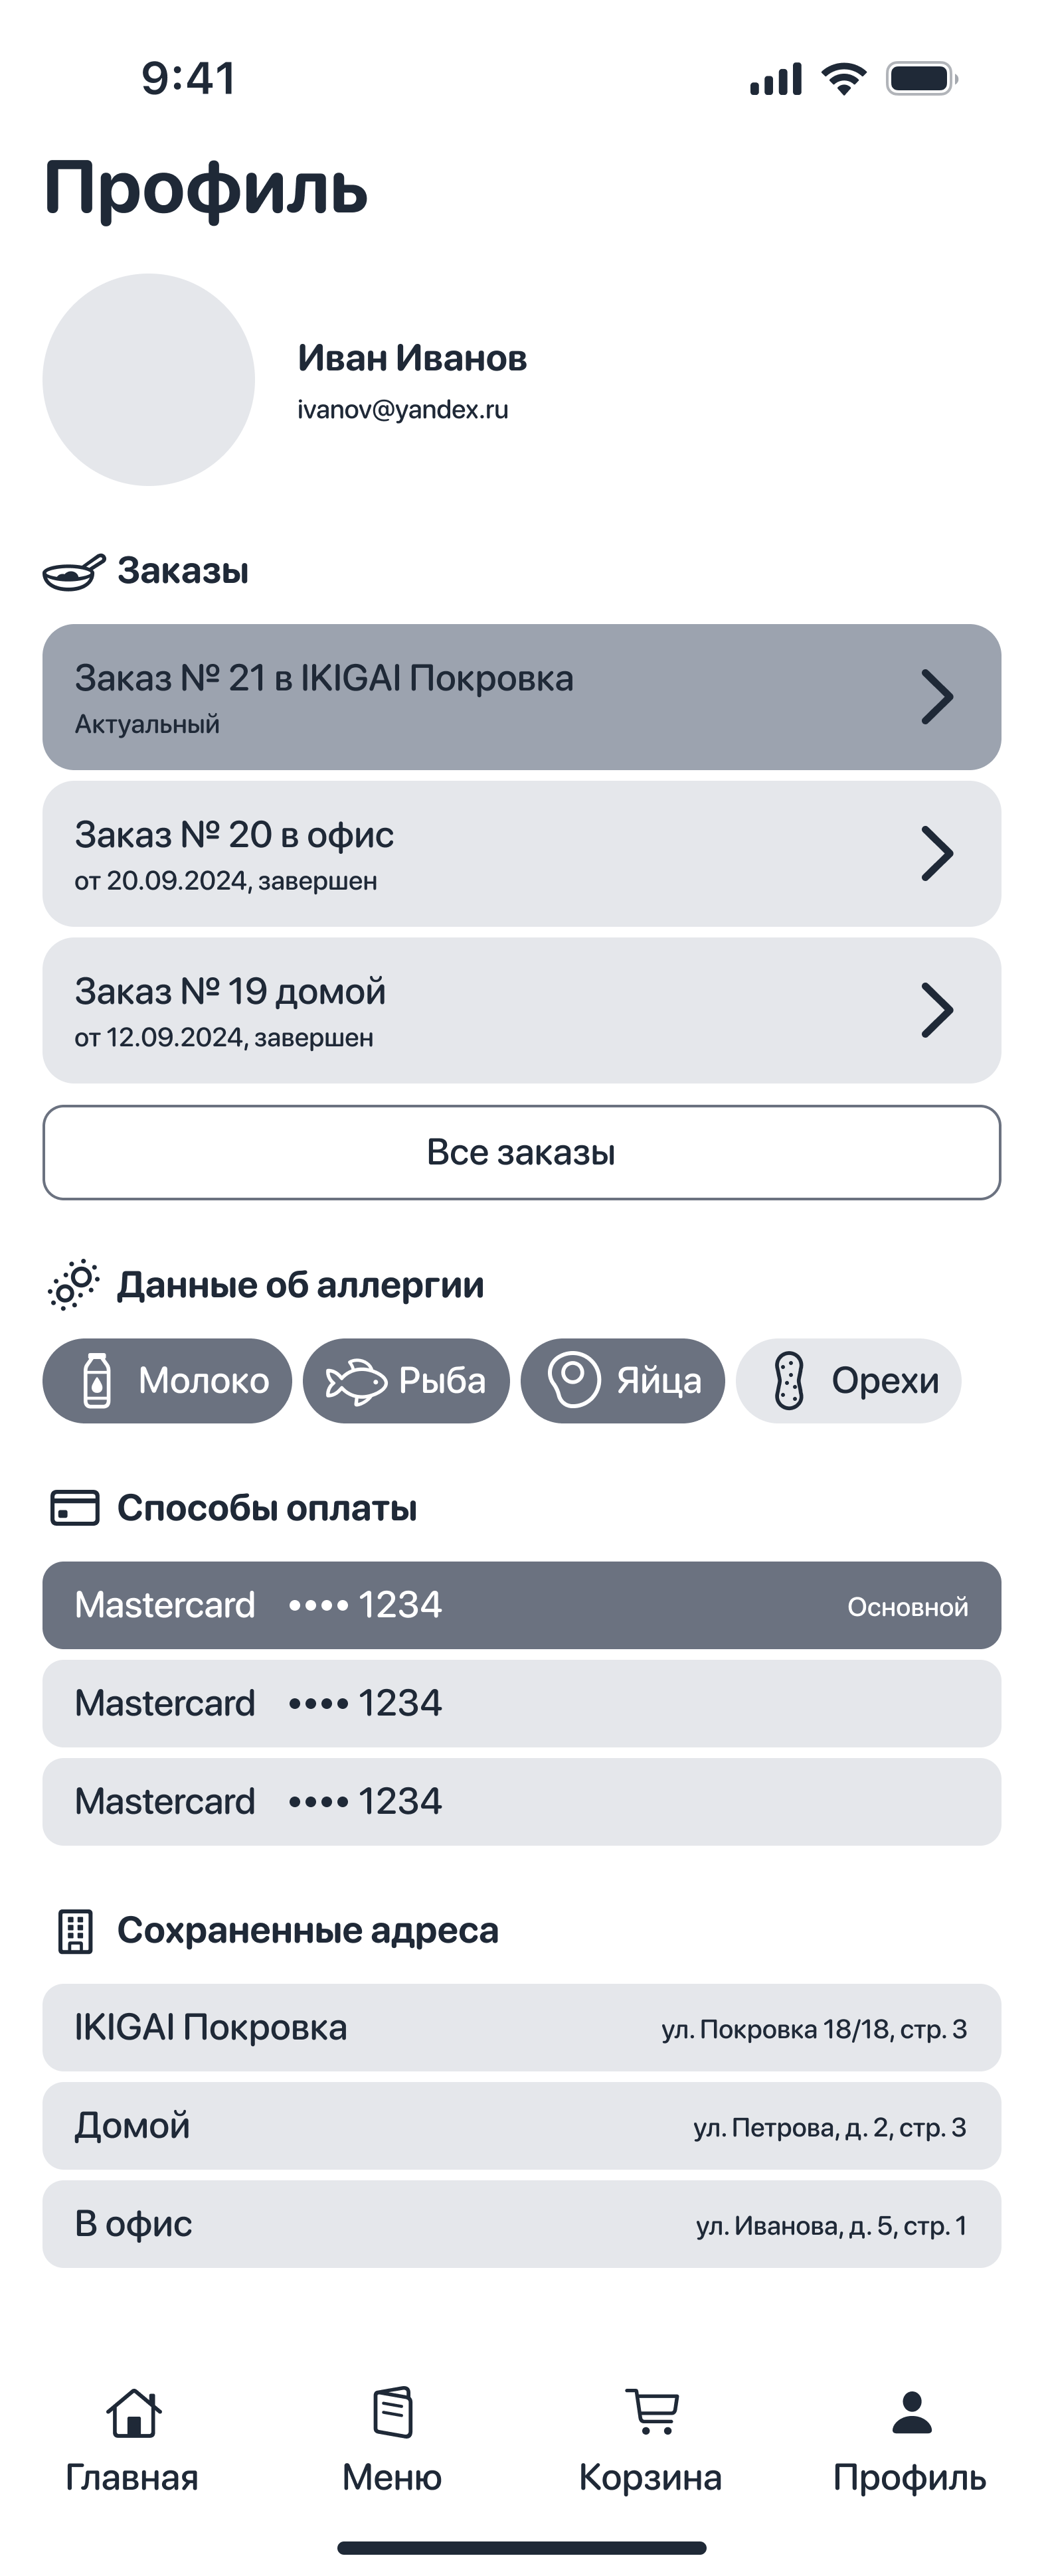 9:41
Профиль
Иван Иванов
ivanov@yandex.ru
Заказы
Заказ № 21 в IKIGAI Покровка
Актуальный
Заказ № 20 в офис
от 20.09.2024, завершен
Заказ № 19 домой
от 12.09.2024, завершен
Все заказы
Данные об аллергии
Молоко Рыба Яйца Орехи
Способы оплаты
Mastercard •••• 1234 Основной
Mastercard •••• 1234
Mastercard •••• 1234
Сохраненные адреса
IKIGAI Покровка ул. Покровка 18/18, стр. 3
Домой ул. Петрова, д. 2, стр. 3
В офис ул. Иванова, д. 5, стр. 1
Главная Меню Корзина Профиль